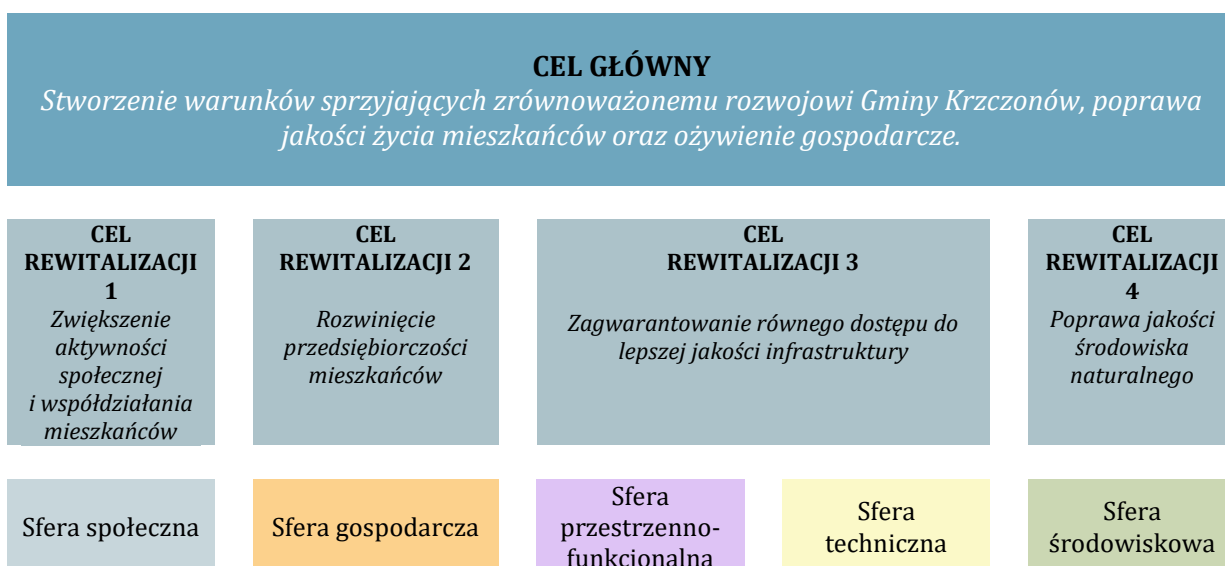 CEL GŁÓWNY
Stworzenie warunków sprzyjających zrównoważonemu rozwojowi Gminy Krzczonów, poprawa
jakości życia mieszkańców oraz ożywienie gospodarcze.
CEL
REWITALIZACJI
1
Zwiększenie
aktywności
społecznej
i współdziałania
mieszkańców
CEL
REWITALIZACJI 2
Rozwinięcie
przedsiębiorczości
mieszkańców
CEL
REWITALIZACJI 3
Zagwarantowanie równego dostępu do
lepszej jakości infrastruktury
CEL
REWITALIZACJI
4
Poprawa jakości
środowiska
naturalnego
Sfera społeczna
Sfera gospodarcza
Sfera
przestrzenno-
funkcjonalna
Sfera
techniczna
Sfera
środowiskowa